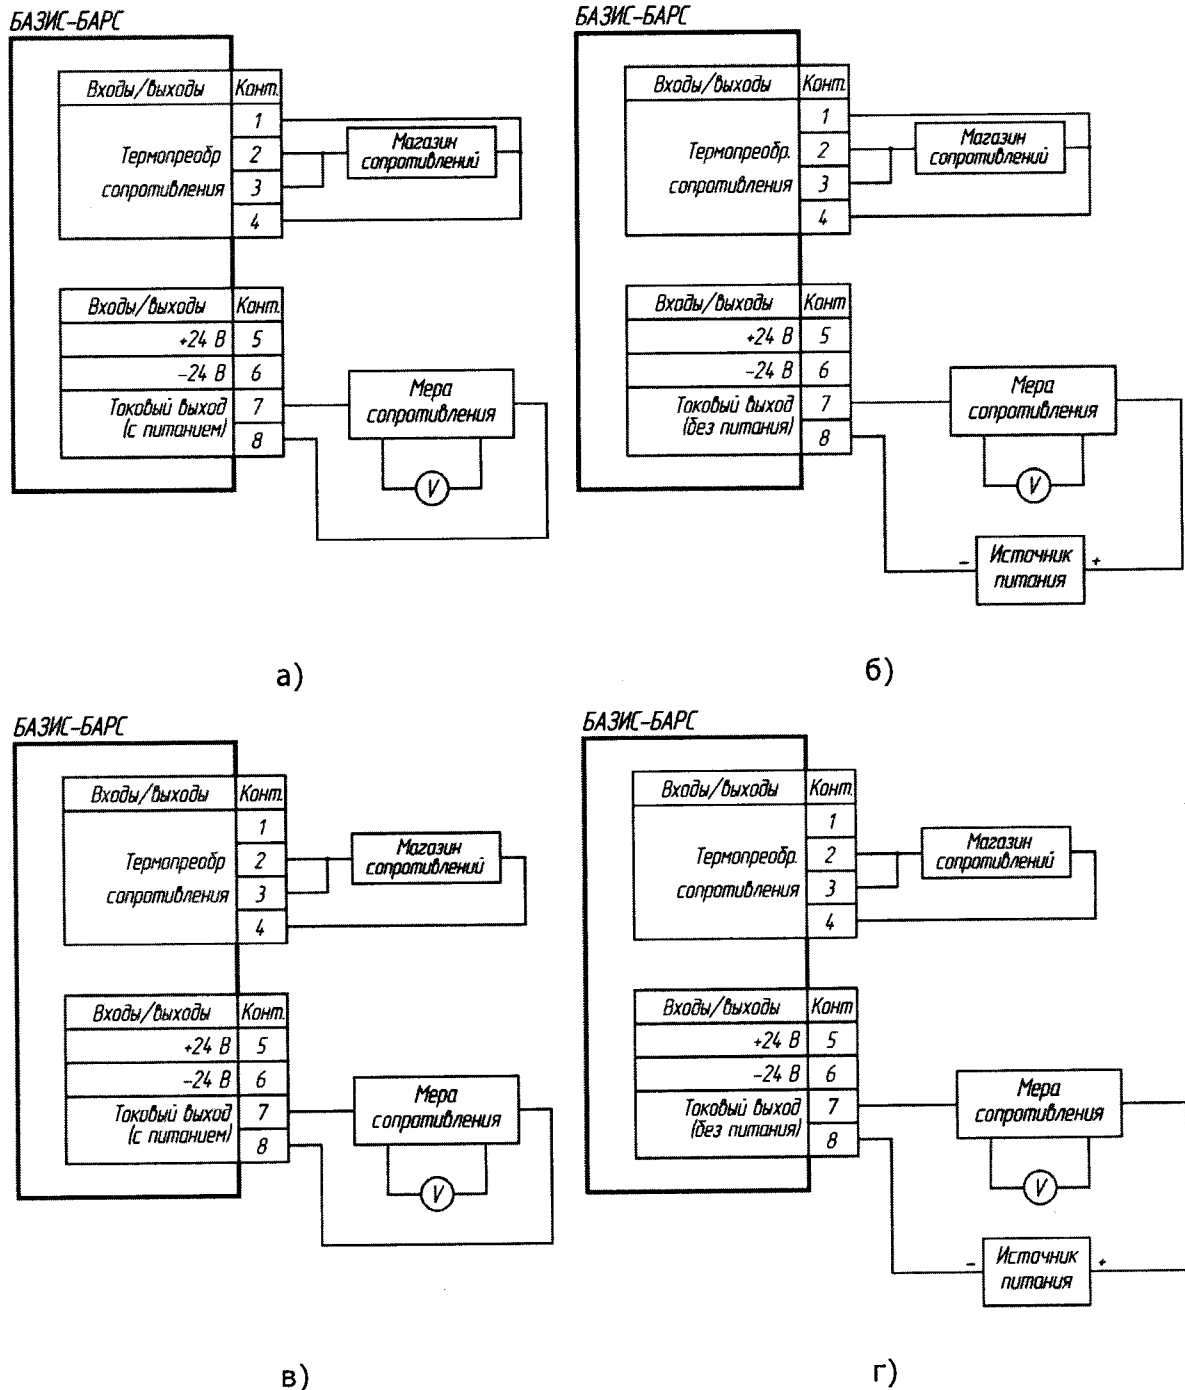 БАЗИС-БАРС
Входы/выходы Конт.
1
Термопреобр 2
сопротивления 3
4
Магазин
сопротивлений
Входы/выходы Конт.
+24 В 5
-24 В 6
Токовый выход 7
(с питанием)
8
Мера
сопротивления
V
а)
БАЗИС-БАРС
Входы/выходы Конт.
1
Термопреобр. 2
сопротивления 3
4
Магазин
сопротивлений
Входы/выходы Конт.
+24 В 5
-24 В 6
Токовый выход 7
(без питания)
8
Мера
сопротивления
V
- Источник +
питания
б)
БАЗИС-БАРС
Входы/выходы Конт.
1
Термопреобр 2
сопротивления 3
4
Магазин
сопротивлений
Входы/выходы Конт.
+24 В 5
-24 В 6
Токовый выход 7
(с питанием)
8
Мера
сопротивления
V
в)
БАЗИС-БАРС
Входы/выходы Конт.
1
Термопреобр. 2
сопротивления 3
4
Магазин
сопротивлений
Входы/выходы Конт
+24 В 5
-24 В 6
Токовый выход 7
(без питания)
8
Мера
сопротивления
V
- Источник +
питания
г)